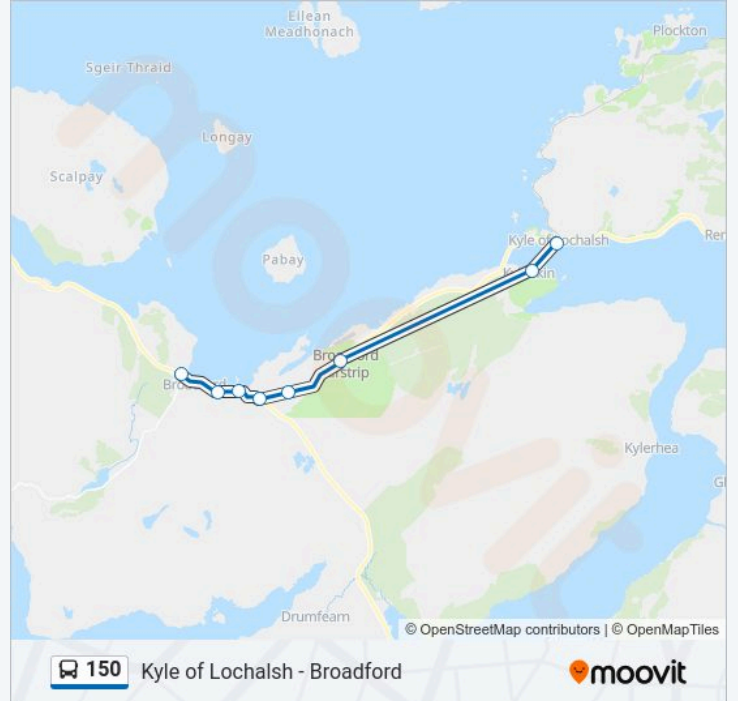 Eilean
Meadhonach
Plockton
Sgeir Thraid
Longay
Scalpay
Kyle of Lochalsh
Pabay
Kylerhea
Drumfearn
© OpenStreetMap contributors | © OpenMapTiles
150 Kyle of Lochalsh - Broadford
moovit